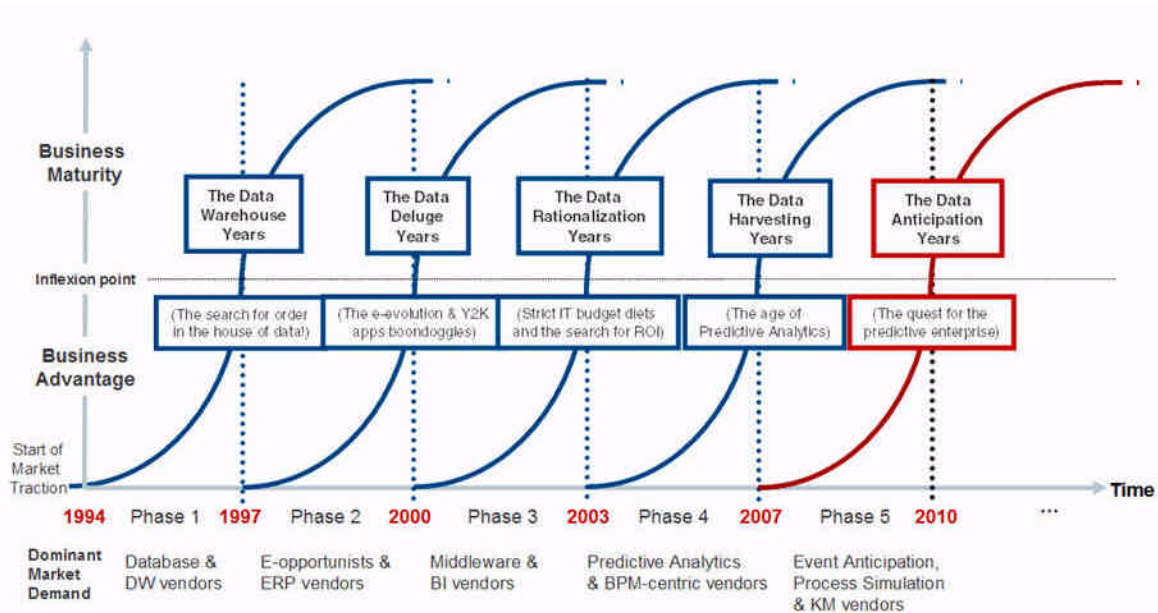 Business
Maturity
The Data
Warehouse
Years
The Data
Deluge
Years
The Data
Rationalization
Years
The Data
Harvesting
Years
The Data
Anticipation
Years
Inflexion point
(The search for order
in the house of data!)
(The e-evolution & Y2K
apps boondoggles)
(Strict IT budget diets
and the search for ROI)
(The age of
Predictive Analytics)
(The quest for the
predictive enterprise)
Business
Advantage
Start of
Market
Traction
Time
1994 Phase 1 1997 Phase 2 2000 Phase 3 2003 Phase 4 2007 Phase 5 2010 ...
Dominant
Market
Demand
Database &
DW vendors
E-opportunists &
ERP vendors
Middleware &
BI vendors
Predictive Analytics
& BPM-centric vendors
Event Anticipation,
Process Simulation
& KM vendors